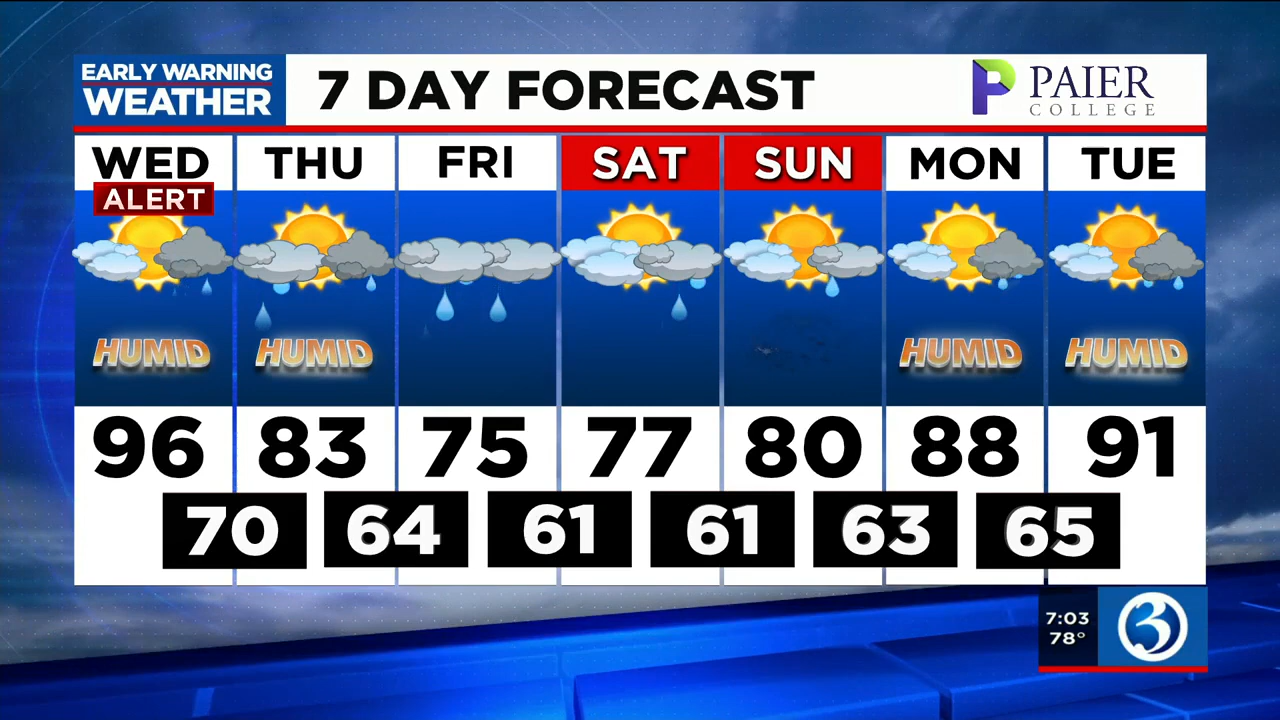 EARLY WARNING
WEATHER
7 DAY FORECAST
PAIER
COLLEGE
WED THU FRI SAT SUN MON TUE
ALERT
HUMID HUMID HUMID HUMID
96 83 75 77 80 88 91
70 64 61 61 63 65
7:03
78°
3